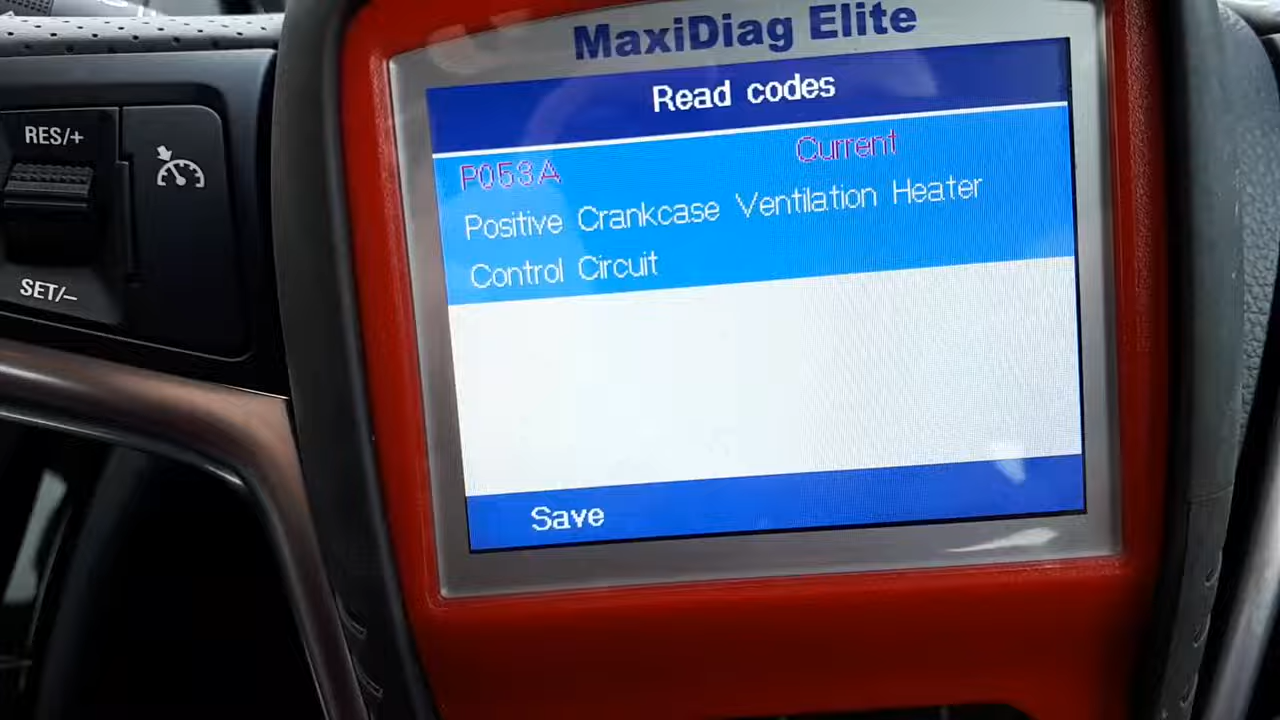 MaxiDiag Elite
Read codes
P053A Current
Positive Crankcase Ventilation Heater
Control Circuit
Save
RES/+
SET/–